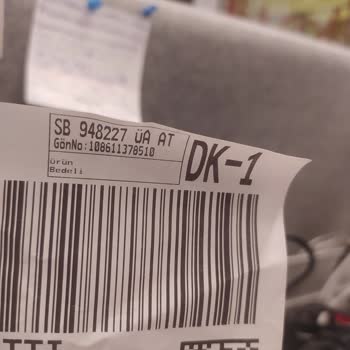 SB 948227 ÜA AT
GönNo:108611378510
DK-1
ürün
Bedeli